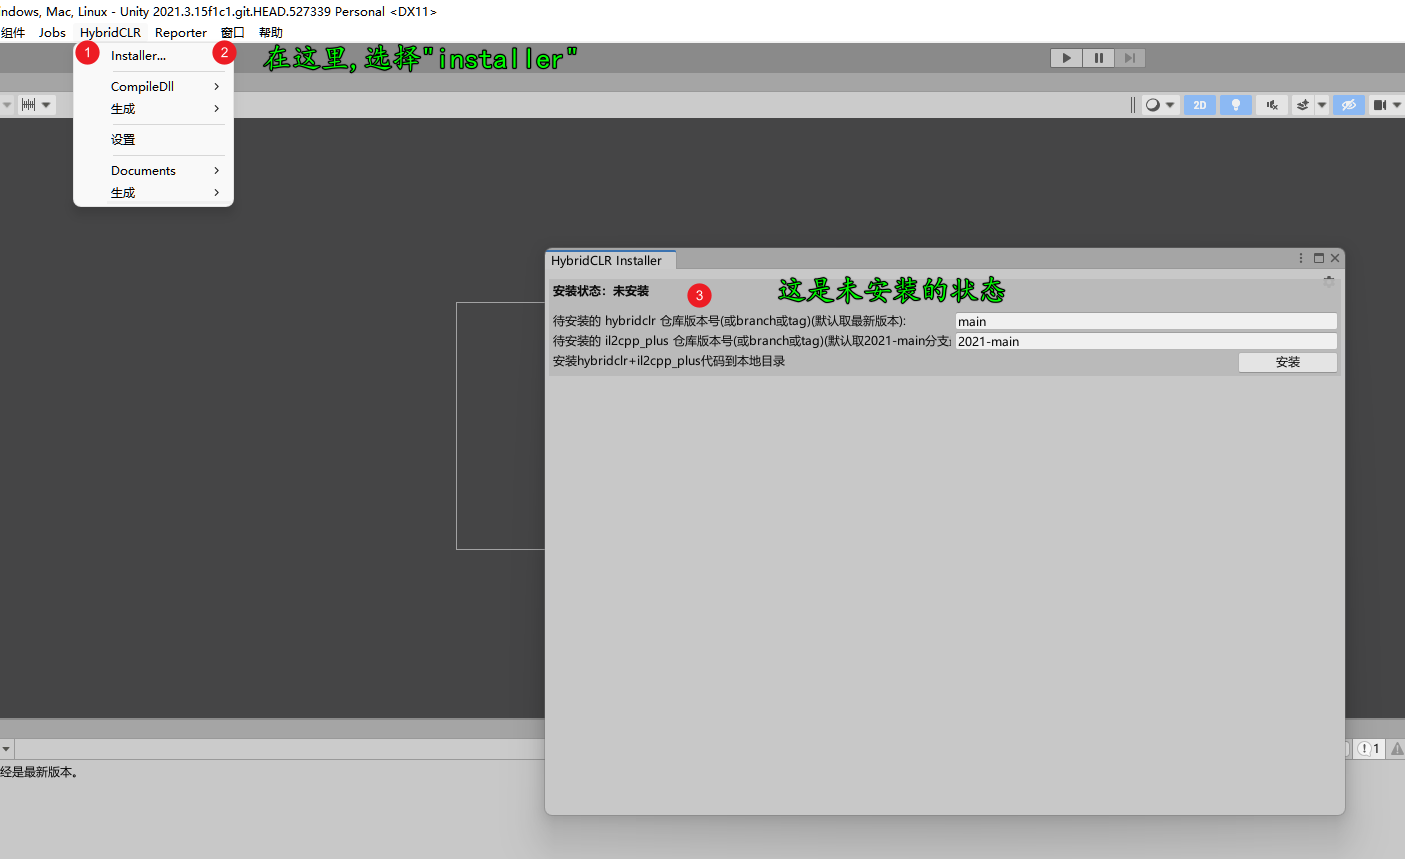 ndows, Mac, Linux - Unity 2021.3.15f1c1.git.HEAD.527339 Personal <DX11>
组件 Jobs HybridCLR Reporter 窗口 帮助
1 Installer... 2 在这里,选择"installer"
CompileDll
生成
2D
设置
Documents
生成
HybridCLR Installer
安装状态：未安装 3 这是未安装的状态
待安装的 hybridclr 仓库版本号(或branch或tag)(默认取最新版本): main
待安装的 il2cpp_plus 仓库版本号(或branch或tag)(默认取2021-main分支 2021-main
安装hybridclr+il2cpp_plus代码到本地目录 安装
1
经是最新版本。